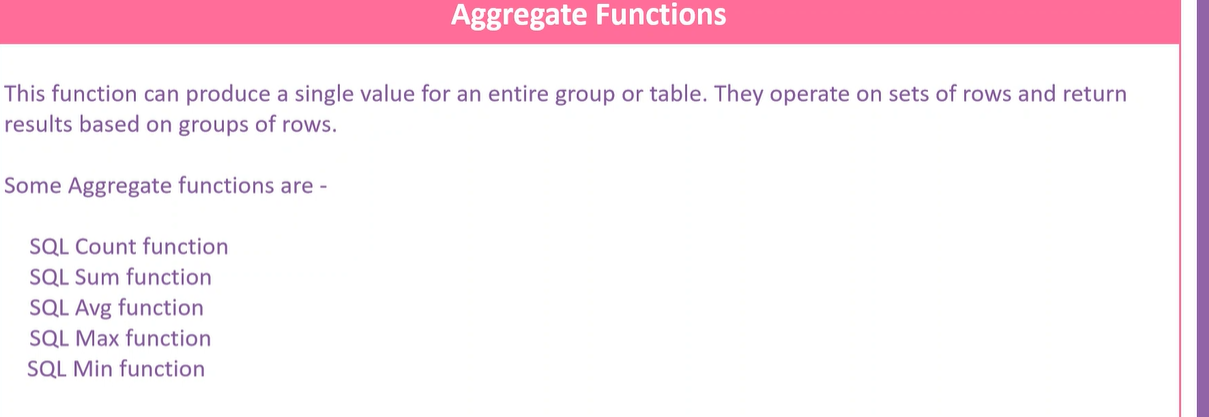 Aggregate Functions
This function can produce a single value for an entire group or table. They operate on sets of rows and return
results based on groups of rows.
Some Aggregate functions are -
SQL Count function
SQL Sum function
SQL Avg function
SQL Max function
SQL Min function